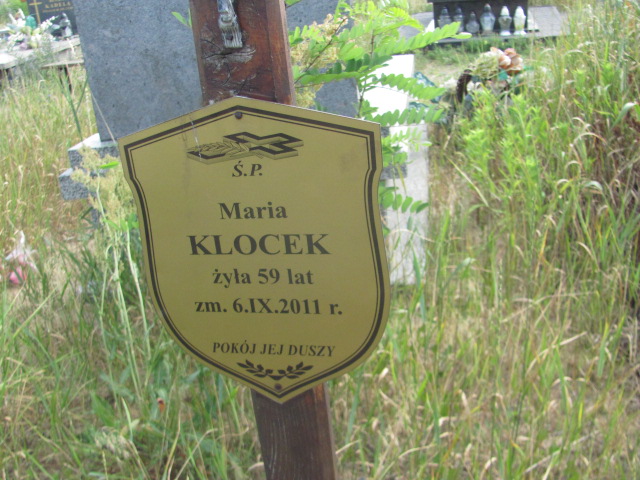 Ś.P.
Maria
KLOCEK
żyła 59 lat
zm. 6.IX.2011 r.
POKÓJ JEJ DUSZY